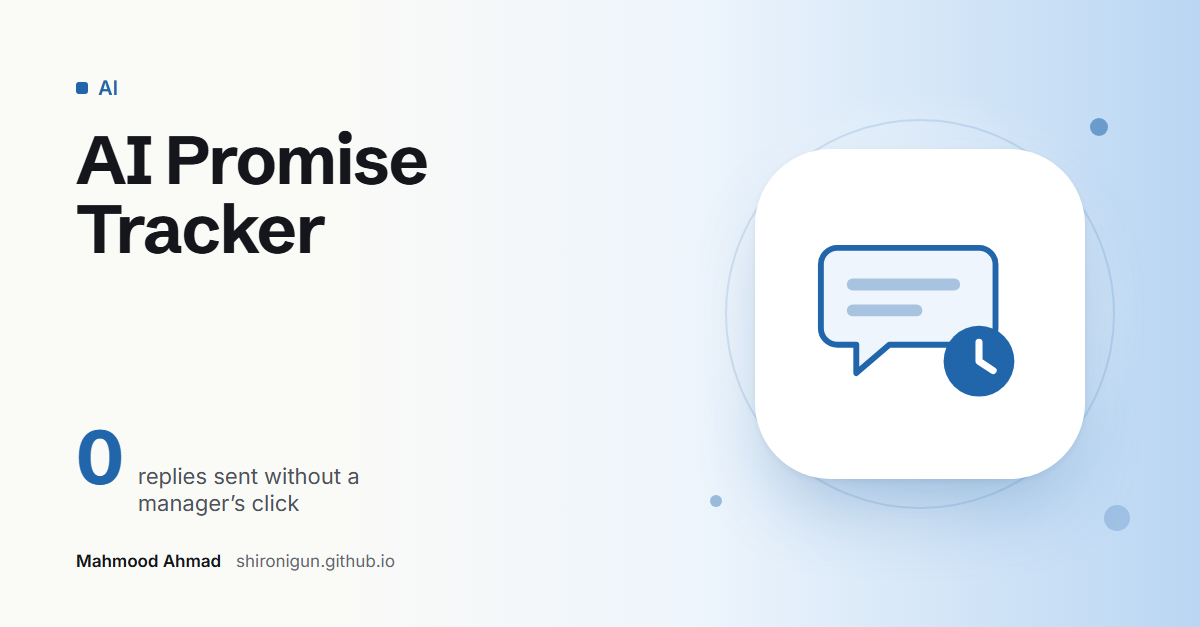 AI
AI Promise
Tracker
0
replies sent without a
manager’s click
Mahmood Ahmad shironigun.github.io